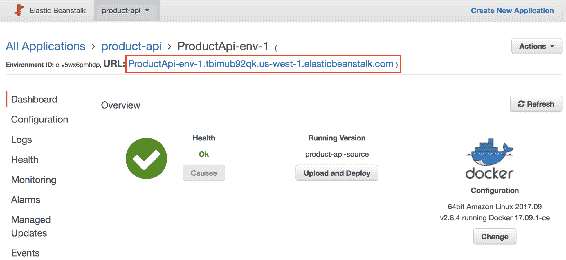 Elastic Beanstalk product-api Create New Application
All Applications > product-api > ProductApi-env-1 (
Actions
Environment ID: URL: ProductApi-env-1.tbimub92qk.us-west-1.elasticbeanstalk.com)
Dashboard
Configuration
Logs
Health
Monitoring
Alarms
Managed
Updates
Events
Overview
Refresh
Health
Ok
Causes
Running Version
product-api-source
Upload and Deploy
docker
Configuration
64bit Amazon Linux 2017.09
v2.8.4 running Docker 17.09.1-ce
Change